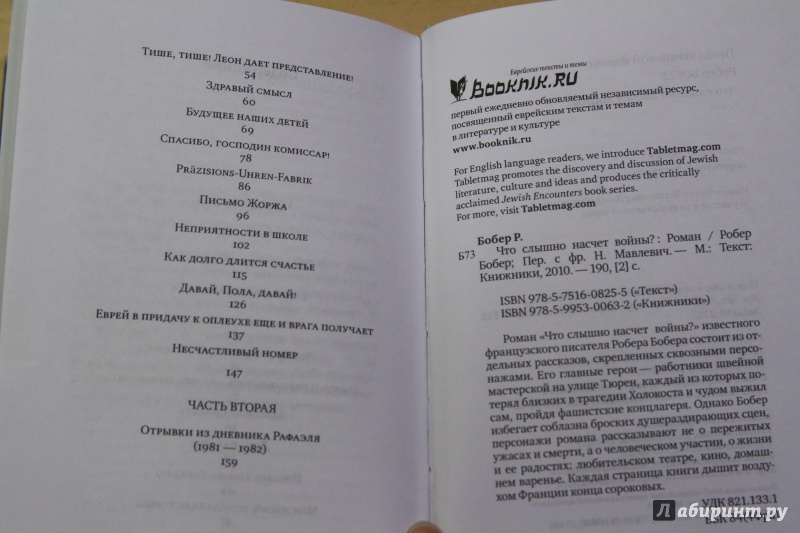 Тише, тише! Леон дает представление!
54
Здравый смысл
60
Будущее наших детей
69
Спасибо, господин комиссар!
78
Präzisions-Uhren-Fabrik
86
Письмо Жоржа
96
Неприятности в школе
102
Как долго длится счастье
115
Давай, Пола, давай!
126
Еврей в придачу к оплеухе еще и врага получает
137
Несчастливый номер
147
ЧАСТЬ ВТОРАЯ
Отрывки из дневника Рафаэля
(1981 — 1982)
159
Еврейские тексты и темы
Booknik.ru
первый ежедневно обновляемый независимый ресурс,
посвященный еврейским текстам и темам
в литературе и культуре
www.booknik.ru
For English language readers, we introduce Tabletmag.com
Tabletmag promotes the discovery and discussion of Jewish
literature, culture and ideas and produces the critically
acclaimed Jewish Encounters book series.
For more, visit Tabletmag.com
Бобер Р.
Б73 Что слышно насчет войны? : Роман / Робер
Бобер; Пер. с фр. Н. Мавлевич. — М.: Текст:
Книжники, 2010. — 190, [2] с.
ISBN 978-5-7516-0825-5 («Текст»)
ISBN 978-5-9953-0063-2 («Книжники»)
Роман «Что слышно насчет войны?» известного
французского писателя Робера Бобера состоит из от-
дельных рассказов, скрепленных сквозными персо-
нажами. Его главные герои — работники швейной
мастерской на улице Тюрен, каждый из которых по-
терял близких в трагедии Холокоста и чудом выжил
сам, пройдя фашистские концлагеря. Однако Бобер
избегает соблазна броских душераздирающих сцен,
персонажи романа рассказывают не о пережитых
ужасах и смерти, а о человеческом участии, о жизни
и ее радостях: любительском театре, кино, домаш-
нем варенье. Каждая страница книги дышит возду-
хом Франции конца сороковых.
УДК 821.133.1
Лабиринт.ру